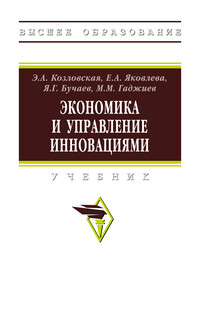 ВЫСШЕЕ ОБРАЗОВАНИЕ
Э.А. Козловская, Е.А. Яковлева,
Я.Г. Бучаев, М.М. Гаджиев
ЭКОНОМИКА
И УПРАВЛЕНИЕ
ИННОВАЦИЯМИ
УЧЕБНИК